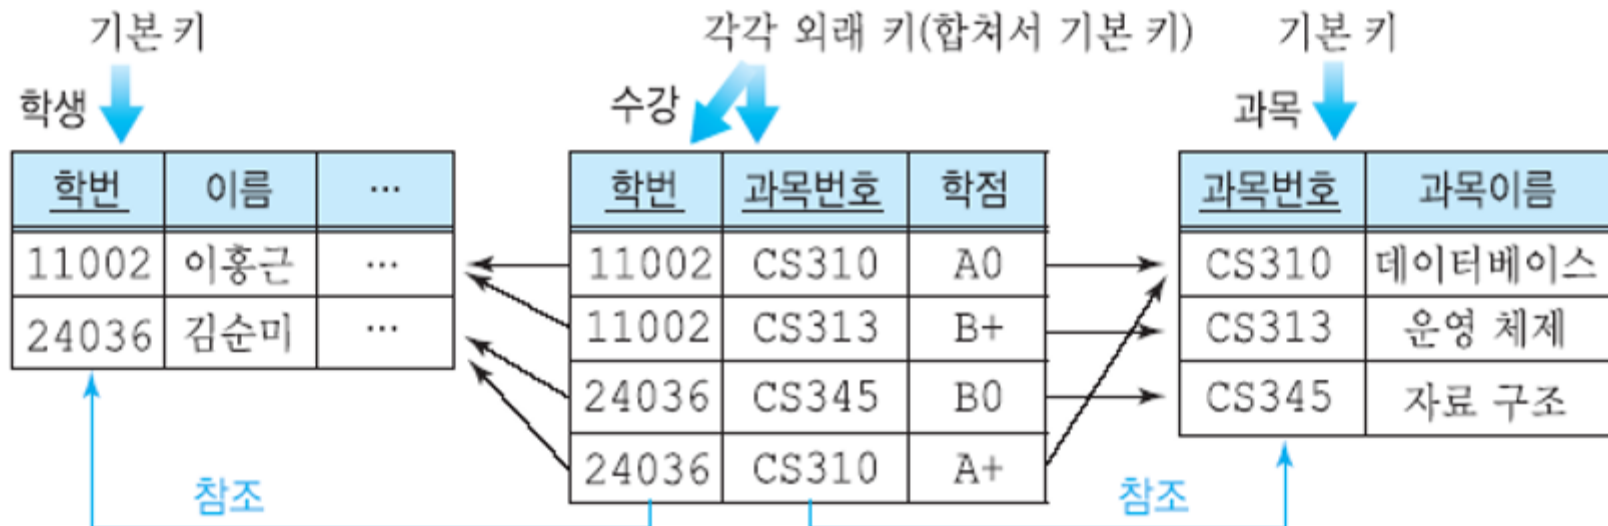 기본 키
각각 외래 키(합쳐서 기본 키)
기본 키
학생
수강
과목
학번 이름 ...
11002 이홍근 ...
24036 김순미 ...
참조
학번 과목번호 학점
11002 CS310 A0
11002 CS313 B+
24036 CS345 B0
24036 CS310 A+
참조
과목번호 과목이름
CS310 데이터베이스
CS313 운영 체제
CS345 자료 구조